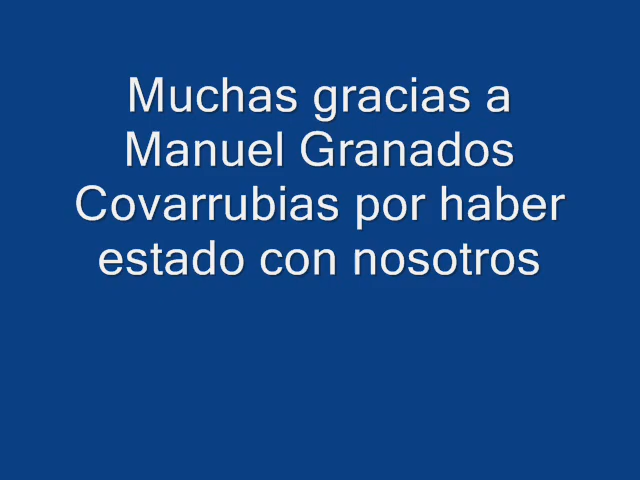 Muchas gracias a
Manuel Granados
Covarrubias por haber
estado con nosotros